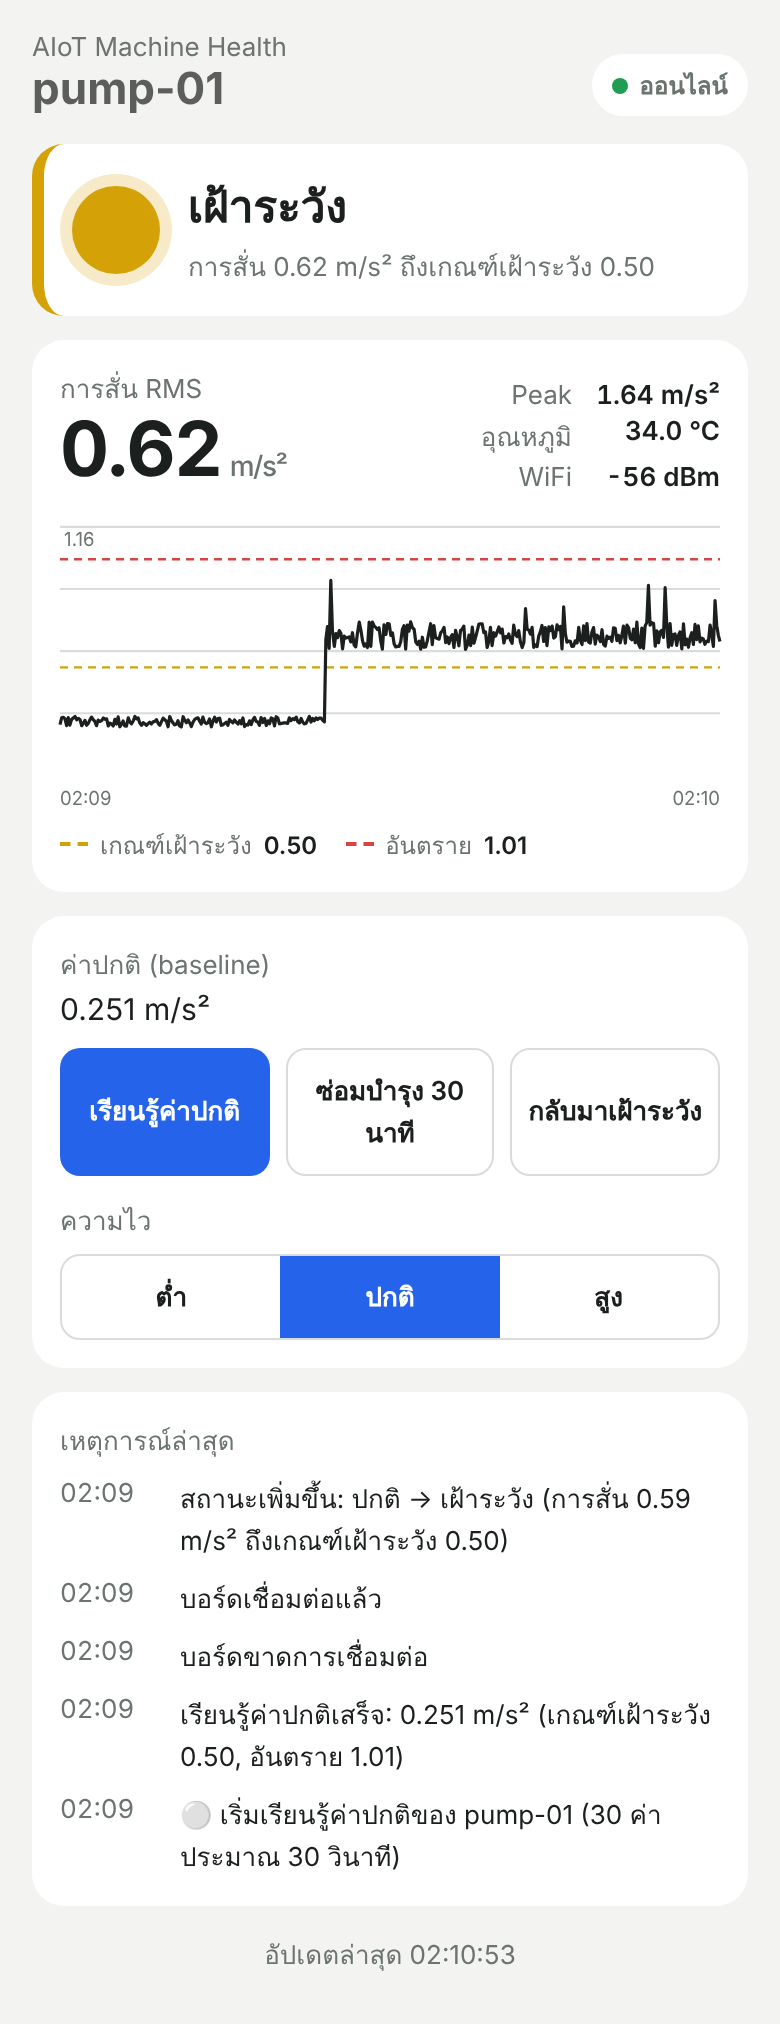 AIoT Machine Health
pump-01
ออนไลน์
เฝ้าระวัง
การสั่น 0.62 m/s² ถึงเกณฑ์เฝ้าระวัง 0.50
การสั่น RMS
0.62 m/s²
Peak 1.64 m/s²
อุณหภูมิ 34.0 °C
WiFi -56 dBm
1.16
02:09 02:10
เกณฑ์เฝ้าระวัง 0.50 อันตราย 1.01
ค่าปกติ (baseline)
0.251 m/s²
เรียนรู้ค่าปกติ
ซ่อมบำรุง 30
นาที
กลับมาเฝ้าระวัง
ความไว
ต่ำ ปกติ สูง
เหตุการณ์ล่าสุด
02:09 สถานะเพิ่มขึ้น: ปกติ → เฝ้าระวัง (การสั่น 0.59
m/s² ถึงเกณฑ์เฝ้าระวัง 0.50)
02:09 บอร์ดเชื่อมต่อแล้ว
02:09 บอร์ดขาดการเชื่อมต่อ
02:09 เรียนรู้ค่าปกติเสร็จ: 0.251 m/s² (เกณฑ์เฝ้าระวัง
0.50, อันตราย 1.01)
02:09 ⚪ เริ่มเรียนรู้ค่าปกติของ pump-01 (30 ค่า
ประมาณ 30 วินาที)
อัปเดตล่าสุด 02:10:53